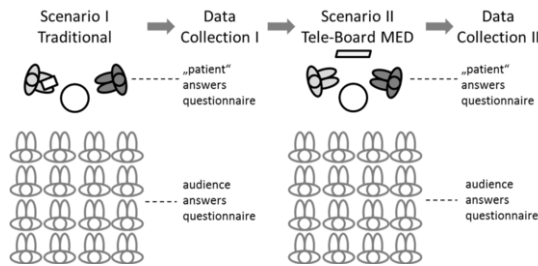 Scenario I
Traditional
Data
Collection I
Scenario II
Tele-Board MED
Data
Collection II
„patient“
answers
questionnaire
„patient“
answers
questionnaire
audience
answers
questionnaire
audience
answers
questionnaire